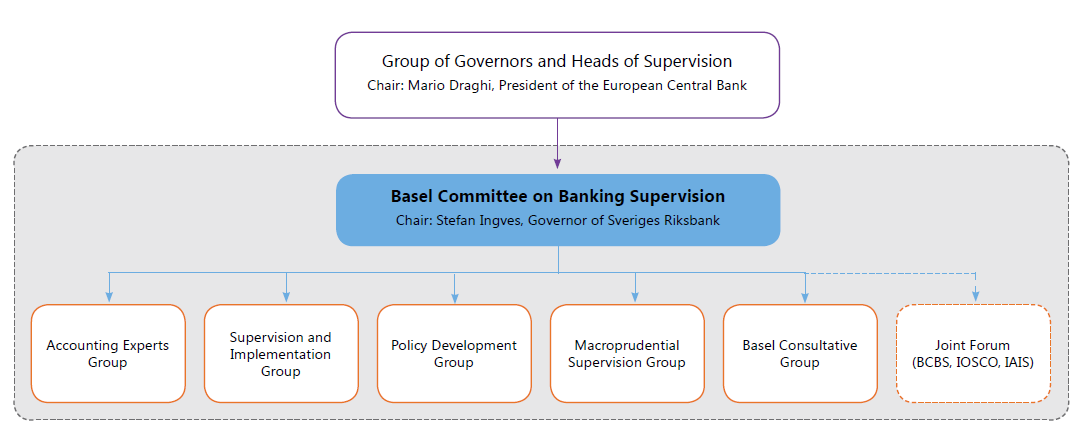 Group of Governors and Heads of Supervision
Chair: Mario Draghi, President of the European Central Bank
Basel Committee on Banking Supervision
Chair: Stefan Ingves, Governor of Sveriges Riksbank
Accounting Experts
Group
Supervision and
Implementation
Group
Policy Development
Group
Macroprudential
Supervision Group
Basel Consultative
Group
Joint Forum
(BCBS, IOSCO, IAIS)